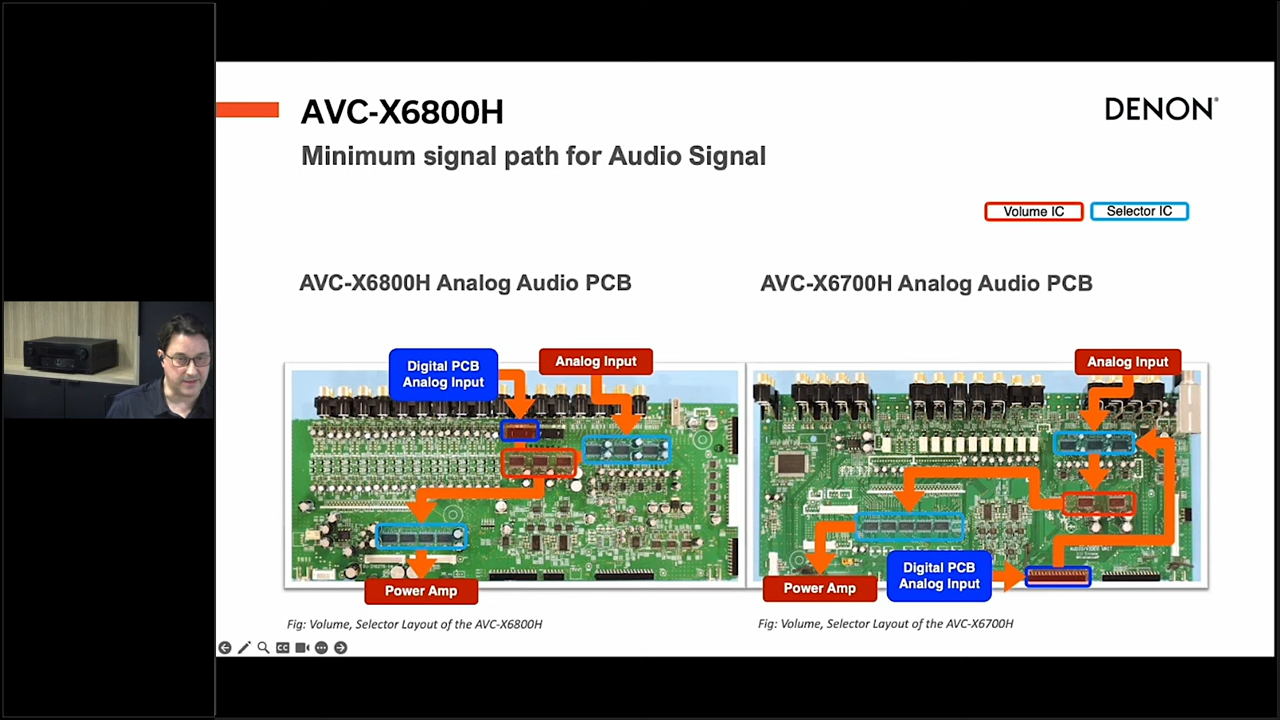 AVC-X6800H
DENON®
Minimum signal path for Audio Signal
Volume IC
Selector IC
AVC-X6800H Analog Audio PCB
AVC-X6700H Analog Audio PCB
Digital PCB
Analog Input
Analog Input
Power Amp
Analog Input
Digital PCB
Analog Input
Power Amp
Fig: Volume, Selector Layout of the AVC-X6800H
Fig: Volume, Selector Layout of the AVC-X6700H
CC